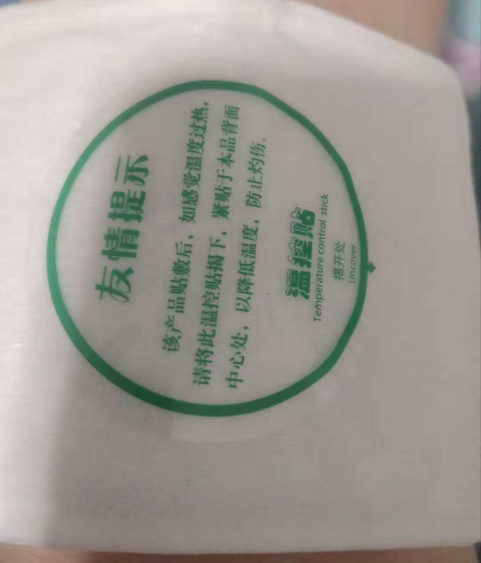 友情提示
该产品贴敷后，如感觉温度过热，
请将此温控贴揭下，紧贴于本品背面
中心处，以降低温度，防止灼伤。
温控贴
Temperature control stick
揭开处
Uncover